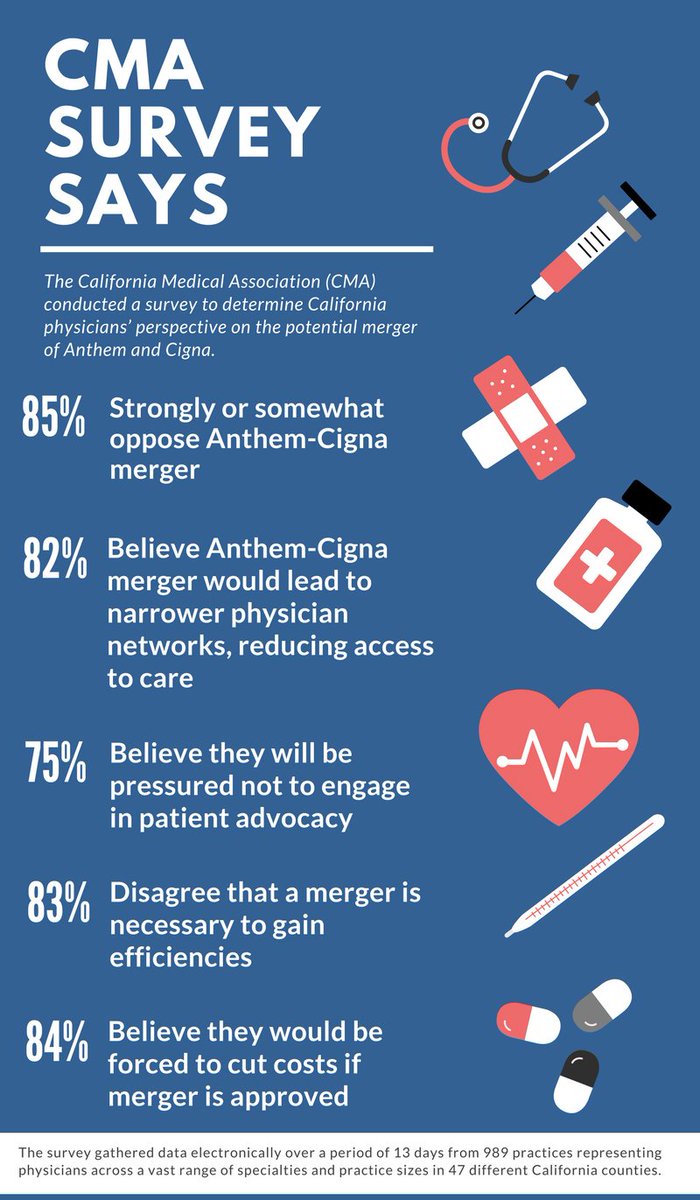 CMA
SURVEY
SAYS
The California Medical Association (CMA)
conducted a survey to determine California
physicians' perspective on the potential merger
of Anthem and Cigna.
85% Strongly or somewhat
oppose Anthem-Cigna
merger
82% Believe Anthem-Cigna
merger would lead to
narrower physician
networks, reducing access
to care
75% Believe they will be
pressured not to engage
in patient advocacy
83% Disagree that a merger is
necessary to gain
efficiencies
84% Believe they would be
forced to cut costs if
merger is approved
The survey gathered data electronically over a period of 13 days from 989 practices representing
physicians across a vast range of specialties and practice sizes in 47 different California counties.